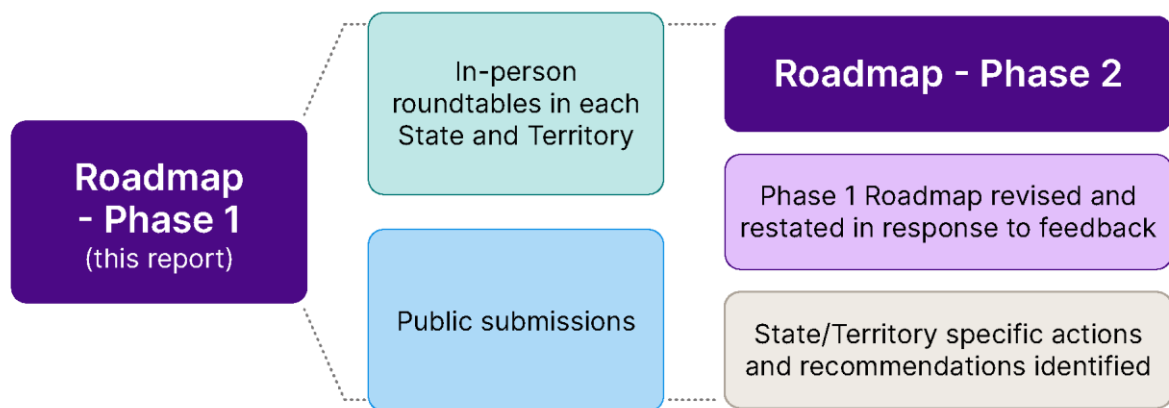 Roadmap
- Phase 1
(this report)
In-person
roundtables in each
State and Territory
Public submissions
Roadmap - Phase 2
Phase 1 Roadmap revised and
restated in response to feedback
State/Territory specific actions
and recommendations identified